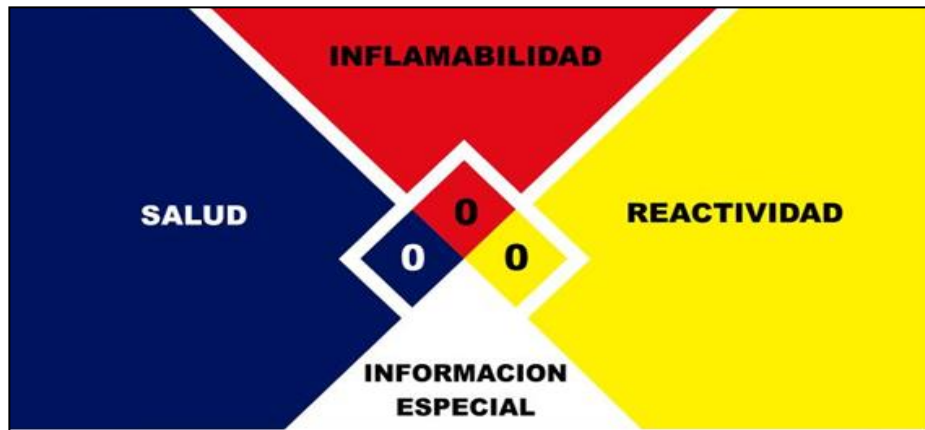 INFLAMABILIDAD
SALUD
0
REACTIVIDAD
0
0
INFORMACION
ESPECIAL